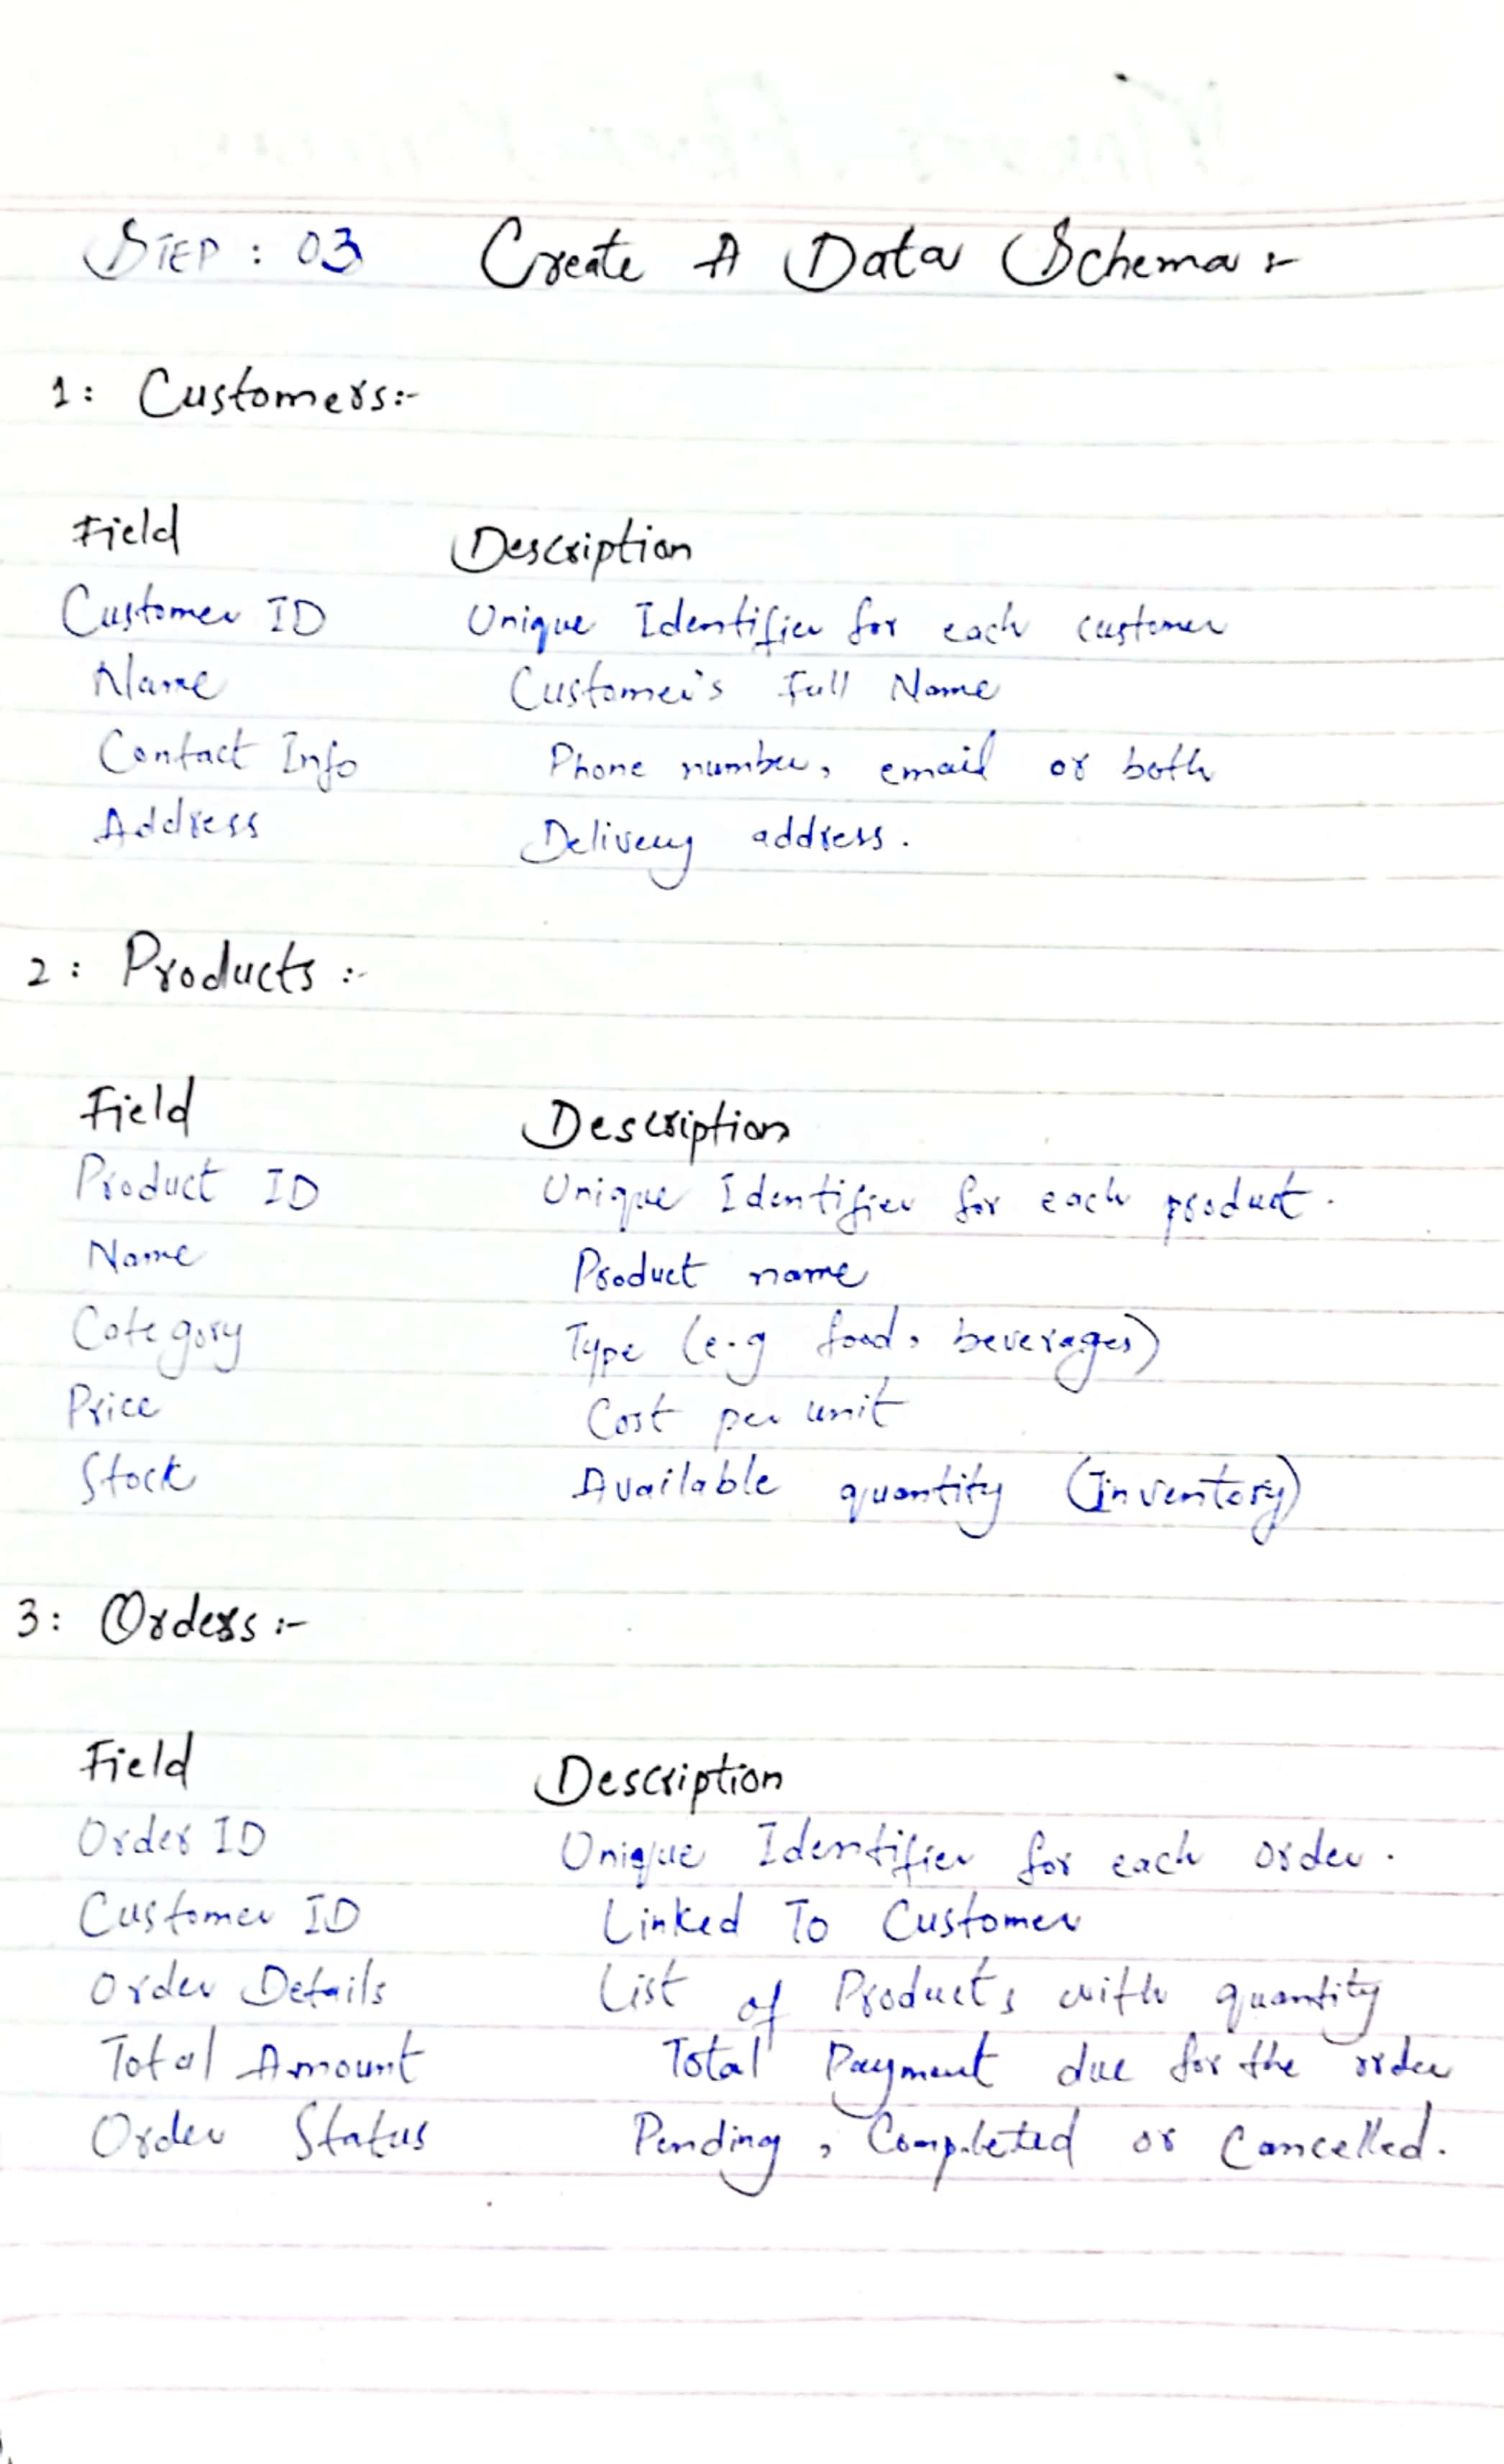 STEP : 03 Create A Data Schema :-
1: Customers:-
Field Description
Customer ID Unique Identifier for each customer
Name Customer's Full Name
Contact Info Phone number, email or both
Address Delivery address.
2: Products :-
Field Description
Product ID Unique Identifier for each product.
Name Product name
Category Type (e.g food, beverages)
Price Cost per unit
Stock Available quantity (Inventory)
3: Orders :-
Field Description
Order ID Unique Identifier for each order.
Customer ID Linked To Customer
Order Details List of Products with quantity
Total Amount Total Payment due for the order
Order Status Pending, Completed or Cancelled.